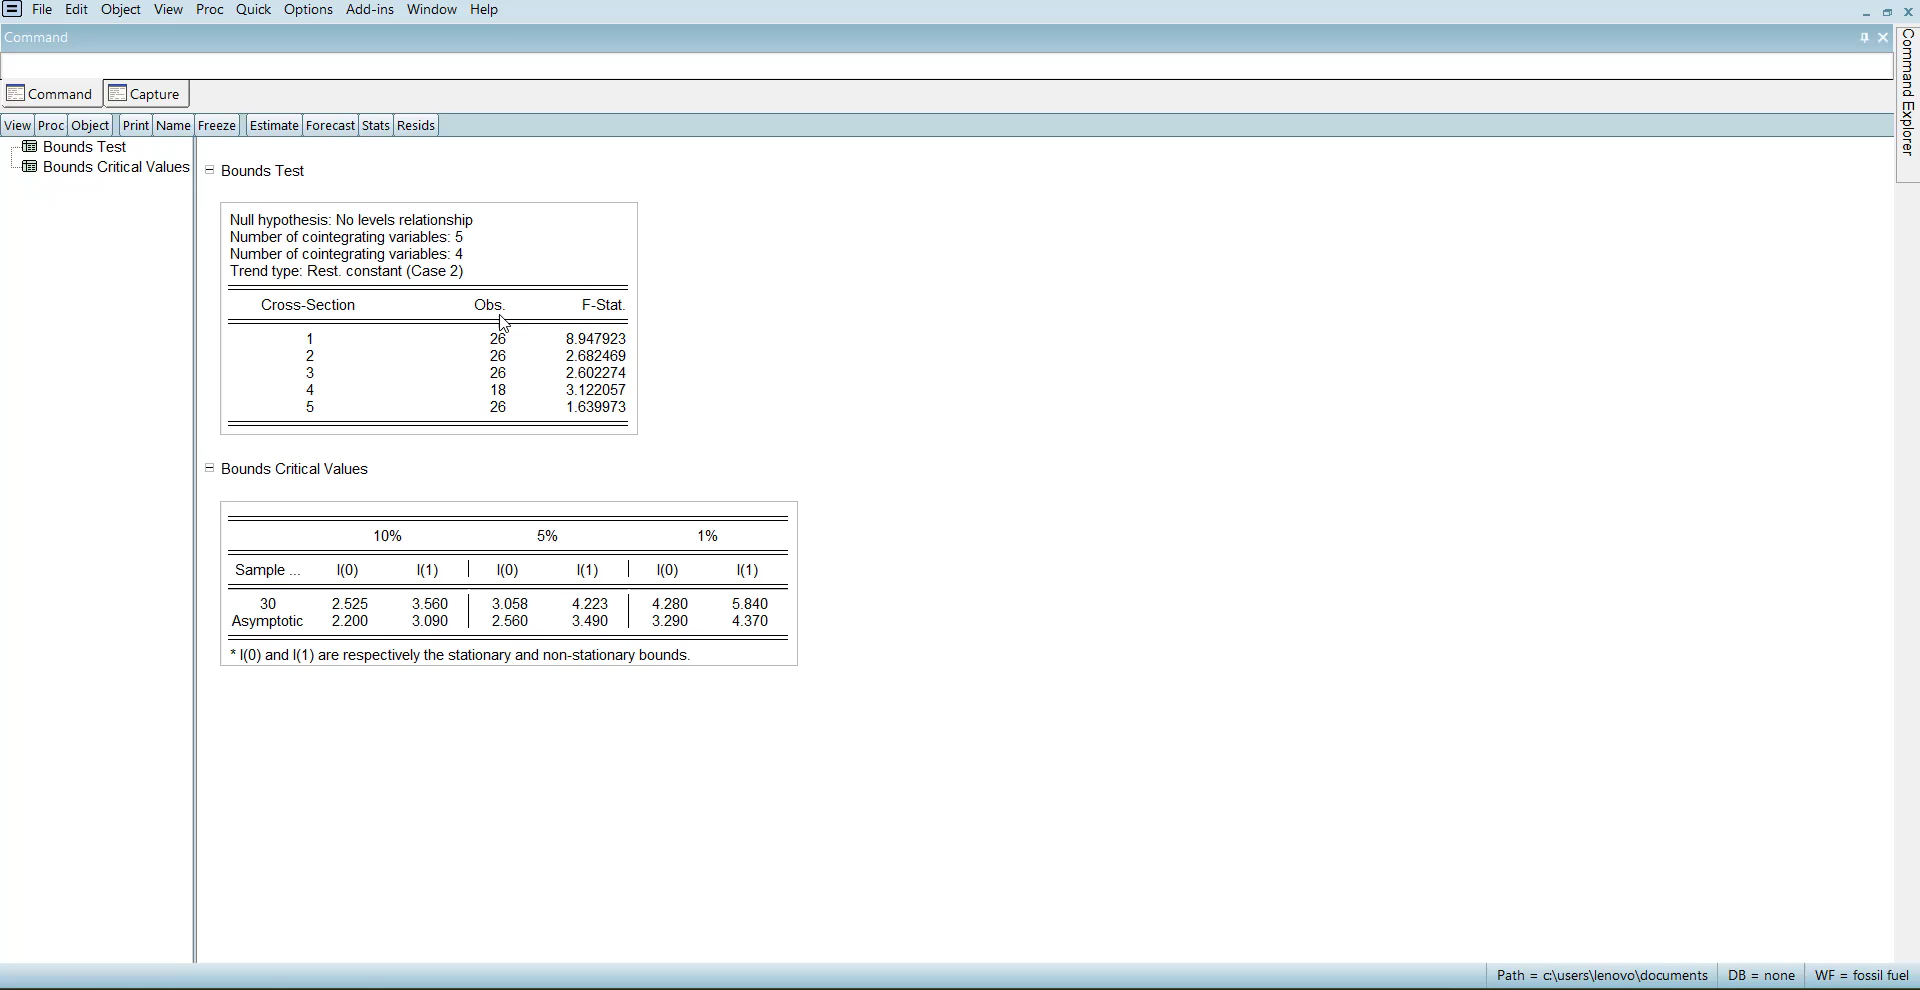 File Edit Object View Proc Quick Options Add-ins Window Help
Command
Command Capture
View Proc Object Print Name Freeze Estimate Forecast Stats Resids
Command Explorer
Bounds Test
Bounds Critical Values
Bounds Test
Null hypothesis: No levels relationship
Number of cointegrating variables: 5
Number of cointegrating variables: 4
Trend type: Rest. constant (Case 2)
Cross-Section Obs. F-Stat.
1 26 8.947923
2 26 2.682469
3 26 2.602274
4 18 3.122057
5 26 1.639973
Bounds Critical Values
10% 5% 1%
Sample ... I(0) I(1) I(0) I(1) I(0) I(1)
30 2.525 3.560 3.058 4.223 4.280 5.840
Asymptotic 2.200 3.090 2.560 3.490 3.290 4.370
* I(0) and I(1) are respectively the stationary and non-stationary bounds.
Path = c:\users\lenovo\documents DB = none WF = fossil fuel